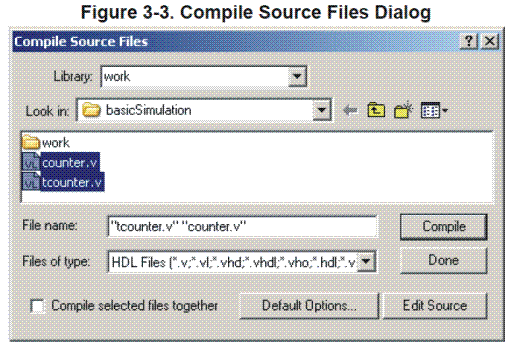 Figure 3-3. Compile Source Files Dialog
Compile Source Files
Library: work
Look in: basicSimulation
work
counter.v
tcounter.v
File name: "tcounter.v" "counter.v" Compile
Files of type: HDL Files (*.v;*.vl;*.vhd;*.vhdl;*.vho;*.hdl;*.v Done
Compile selected files together Default Options... Edit Source